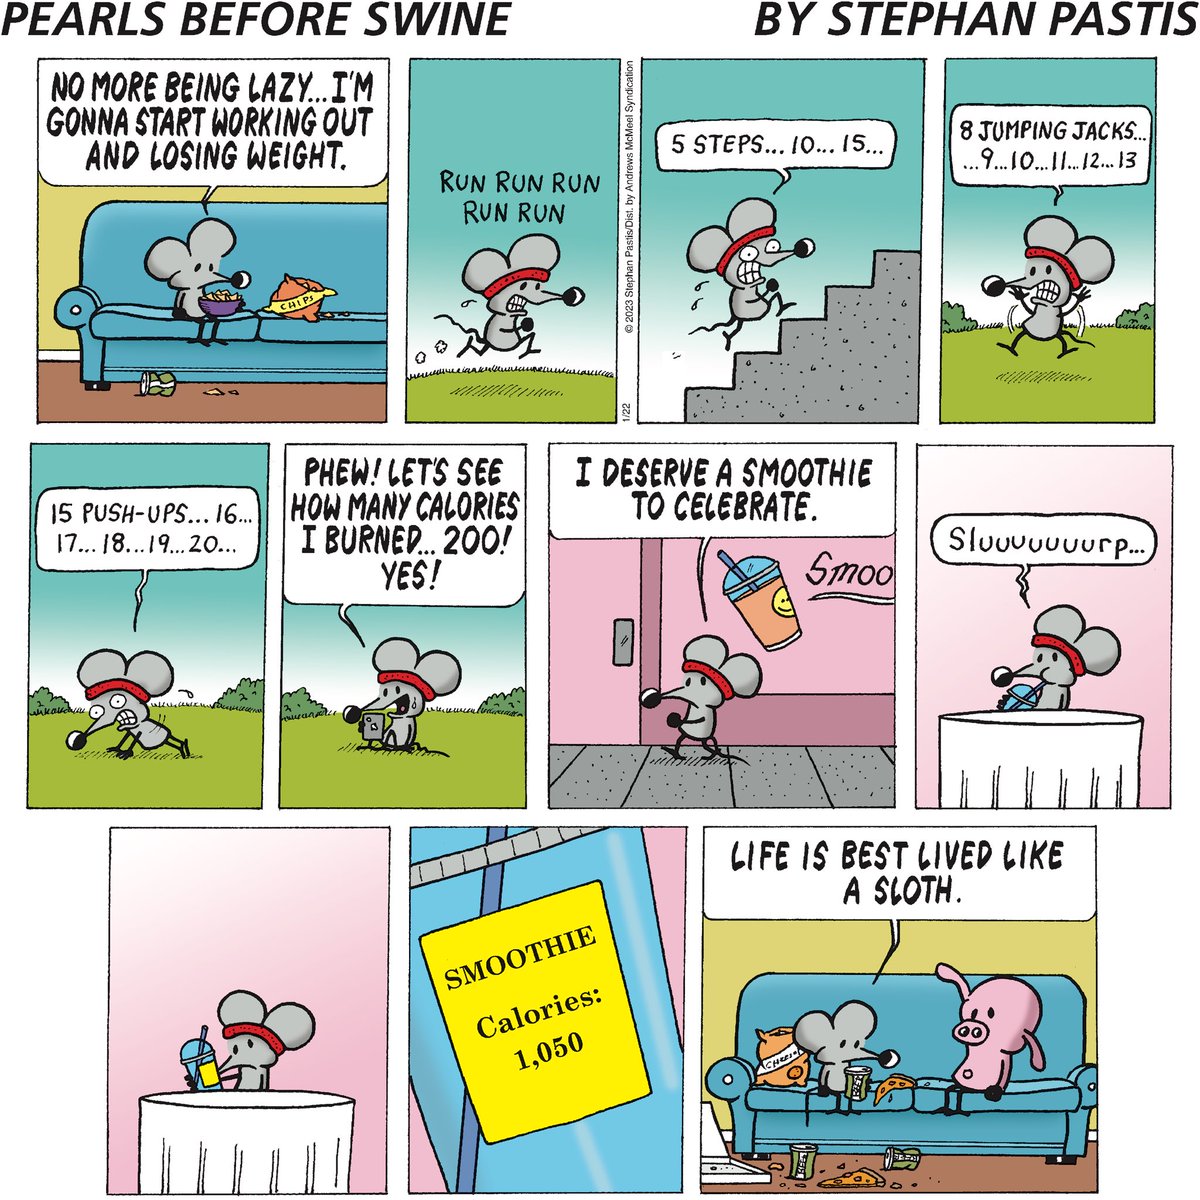 PEARLS BEFORE SWINE
BY STEPHAN PASTIS
NO MORE BEING LAZY...I'M
GONNA START WORKING OUT
AND LOSING WEIGHT.
CHIPS
RUN RUN RUN
RUN RUN
© 2023 Stephan Pastis/Dist. by Andrews McMeel Syndication
1/22
5 STEPS...10...15...
8 JUMPING JACKS...
...9...10...11...12...13
15 PUSH-UPS...16...
17...18...19...20...
PHEW! LET'S SEE
HOW MANY CALORIES
I BURNED...200!
YES!
I DESERVE A SMOOTHIE
TO CELEBRATE.
Smoo
Sluuuuuuurp...
SMOOTHIE
Calories:
1,050
LIFE IS BEST LIVED LIKE
A SLOTH.